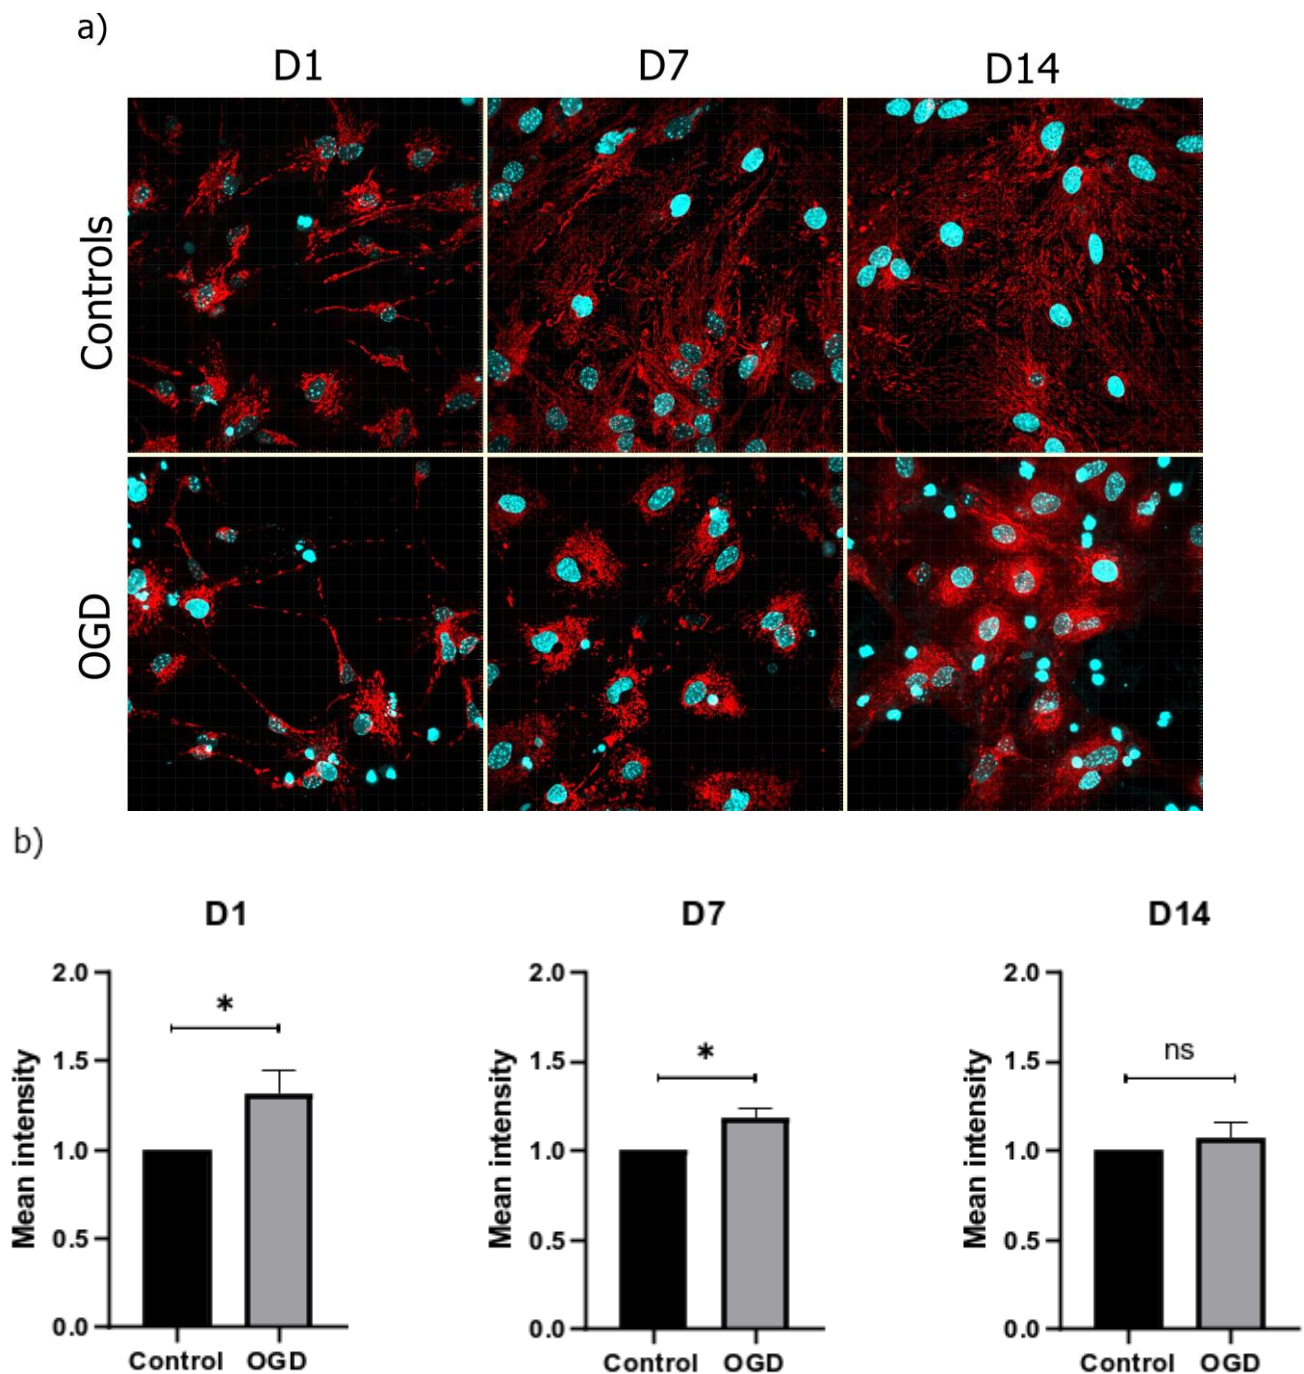 a)
D1 D7 D14
Controls
OGD
b)
D1 D7 D14
2.0 2.0 2.0
* * ns
1.5 1.5 1.5
1.0 1.0 1.0
0.5 0.5 0.5
0.0 0.0 0.0
Mean intensity Mean intensity Mean intensity
Control OGD Control OGD Control OGD